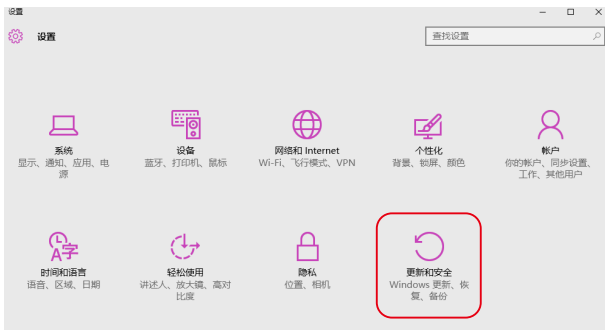 设置
设置
查找设置
系统
显示、通知、应用、电
源
设备
蓝牙、打印机、鼠标
网络和 Internet
Wi-Fi、飞行模式、VPN
个性化
背景、锁屏、颜色
帐户
你的帐户、同步设置、
工作、其他用户
时间和语言
语音、区域、日期
轻松使用
讲述人、放大镜、高对
比度
隐私
位置、相机
更新和安全
Windows 更新、恢
复、备份